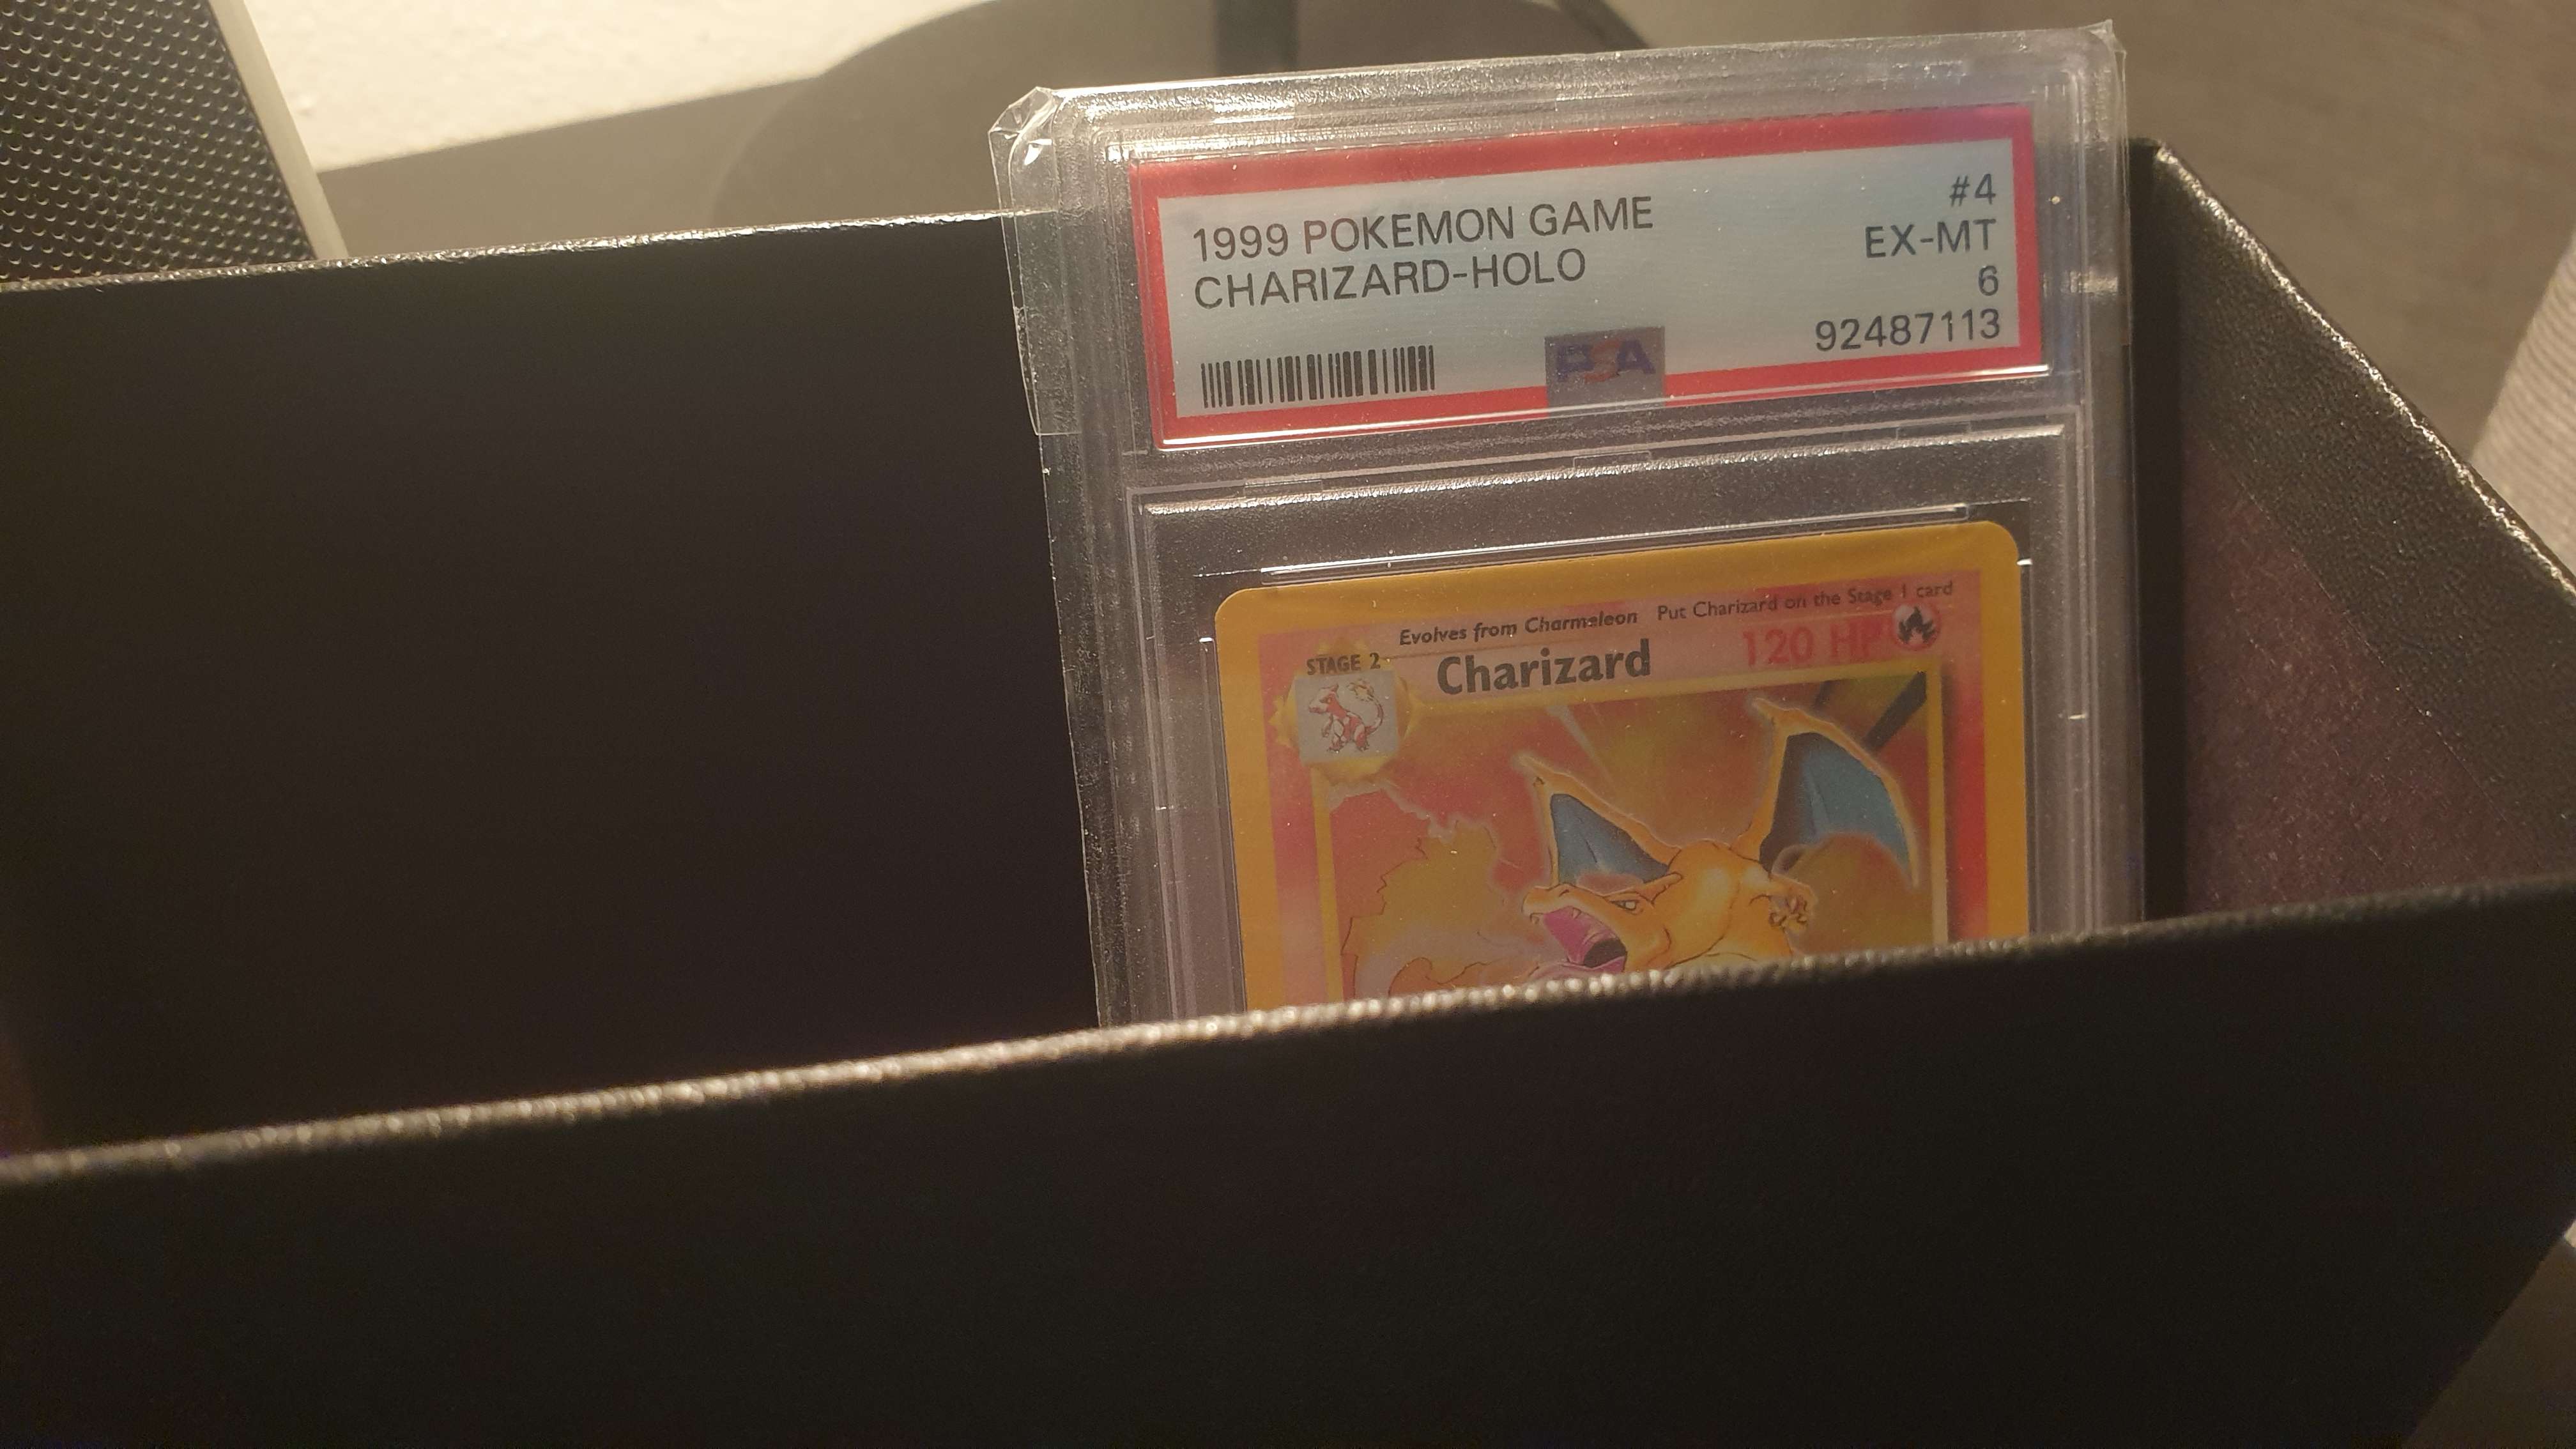 1999 POKEMON GAME
CHARIZARD-HOLO
#4
EX-MT
6
92487113
PSA
Evolves from Charmeleon Put Charizard on the Stage 1 card
STAGE 2
Charizard
120 HP